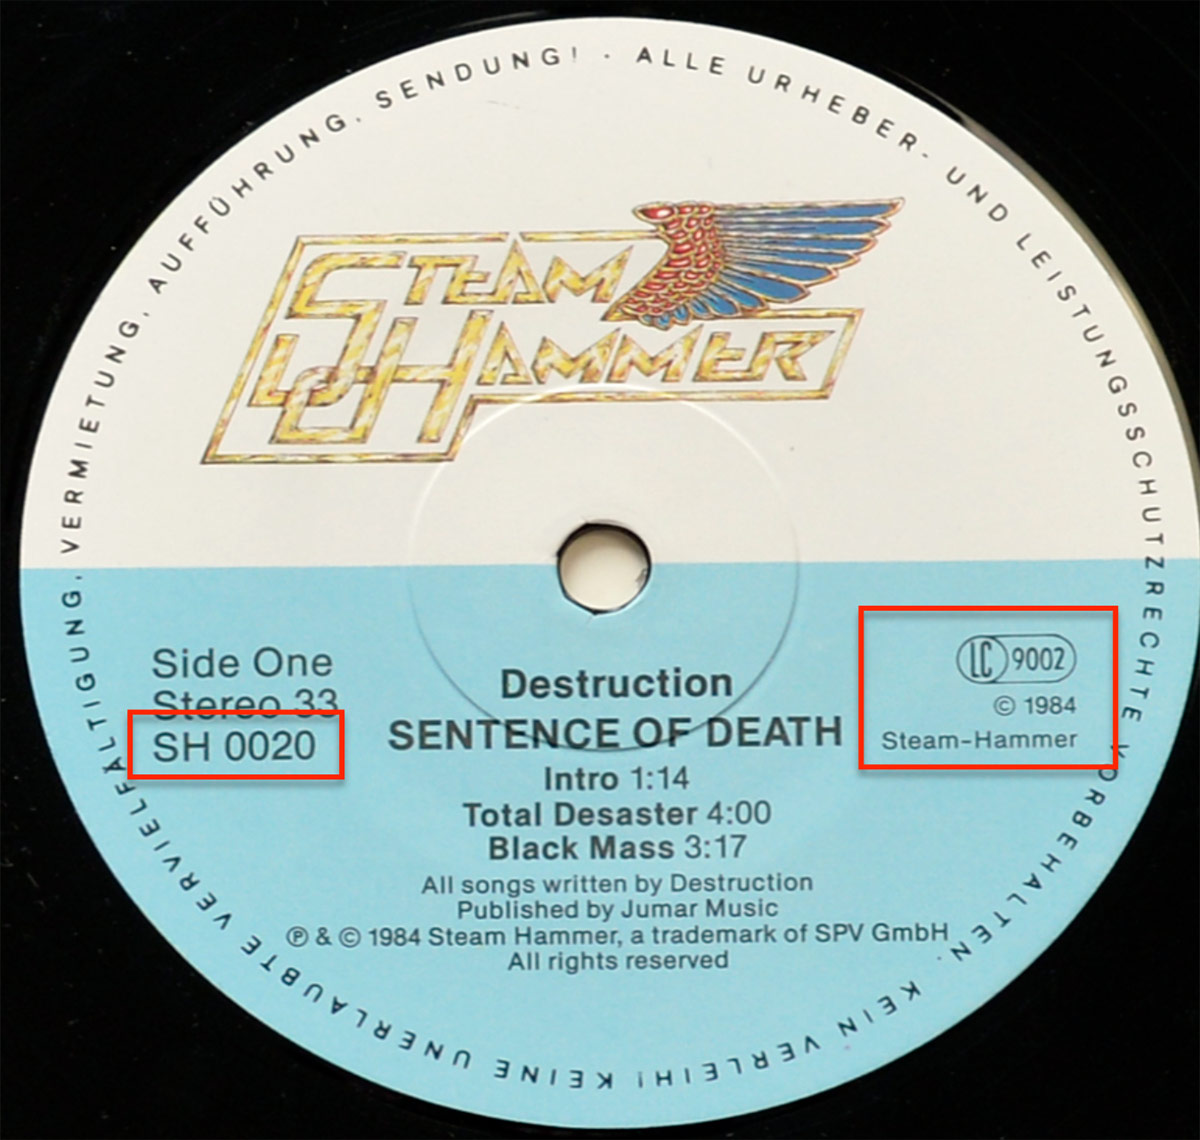 STEAM
HAMMER
Side One
Stereo 33
SH 0020
LC 9002
© 1984
Steam-Hammer
Destruction
SENTENCE OF DEATH
Intro 1:14
Total Desaster 4:00
Black Mass 3:17
All songs written by Destruction
Published by Jumar Music
℗ & © 1984 Steam Hammer, a trademark of SPV GmbH
All rights reserved
ALLE URHEBER- UND LEISTUNGSSCHUTZRECHTE VORBEHALTEN. KEIN VERLEIH! KEINE UNERLAUBTE VERVIELFÄLTIGUNG, VERMIETUNG, AUFFÜHRUNG, SENDUNG! ·